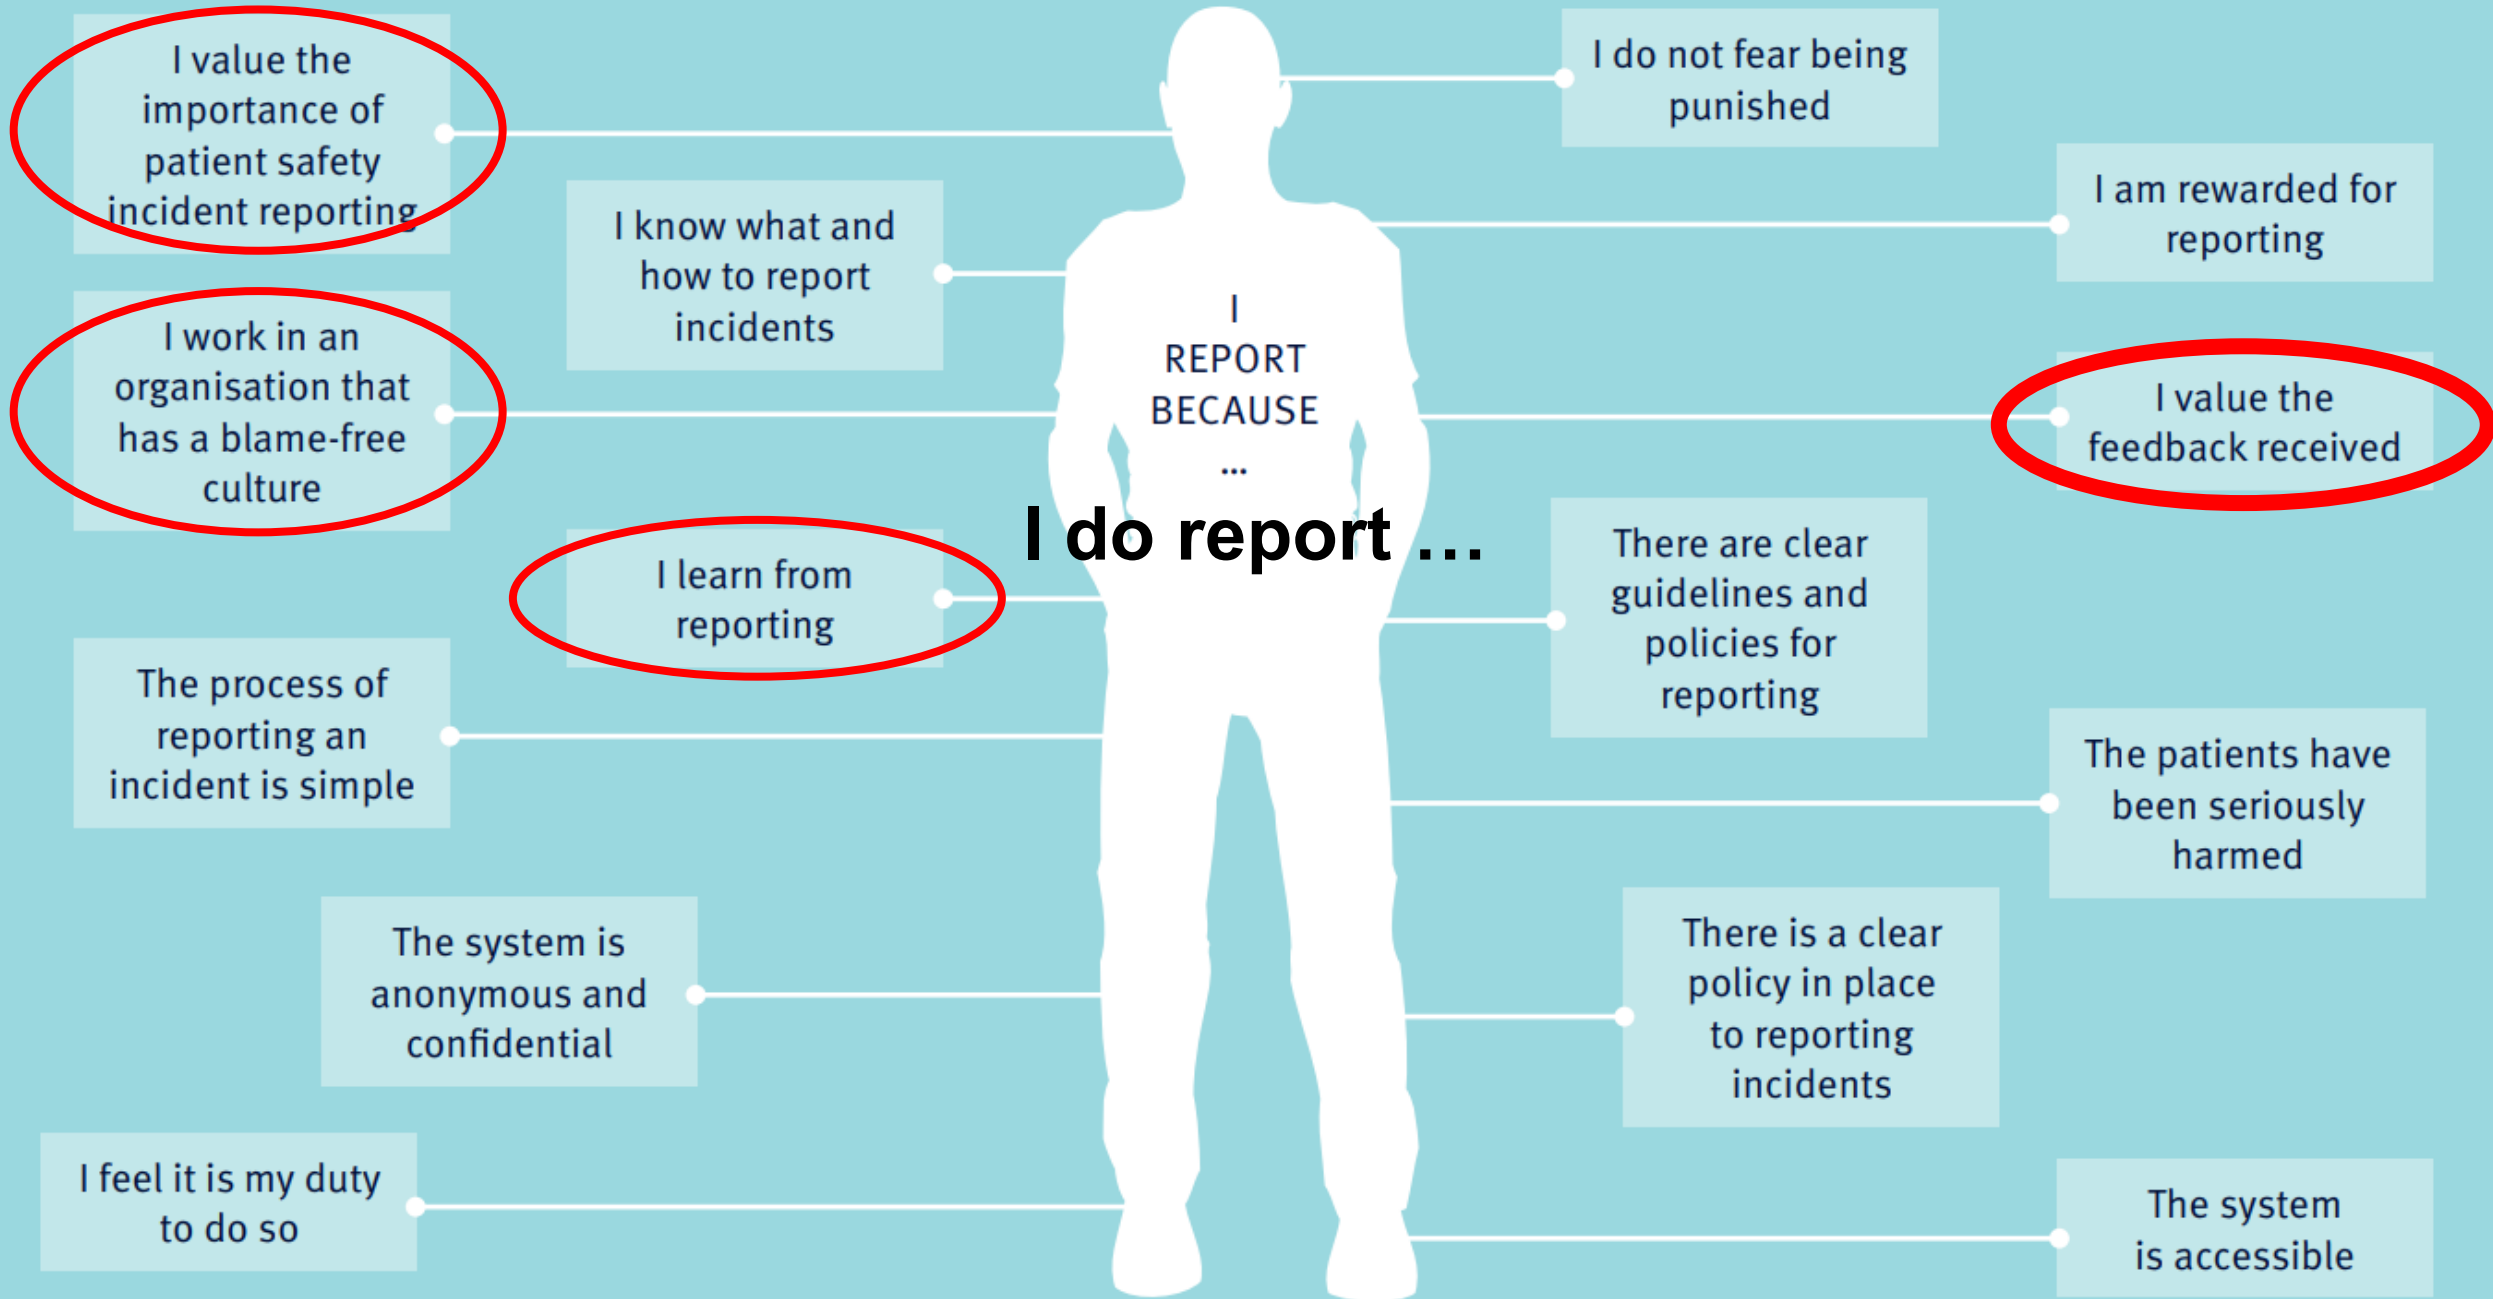 I value the
importance of
patient safety
incident reporting
I know what and
how to report
incidents
I work in an
organisation that
has a blame-free
culture
I learn from
reporting
The process of
reporting an
incident is simple
The system is
anonymous and
confidential
I feel it is my duty
to do so
I
REPORT
BECAUSE
...
I do report ...
I do not fear being
punished
I am rewarded for
reporting
I value the
feedback received
There are clear
guidelines and
policies for
reporting
The patients have
been seriously
harmed
There is a clear
policy in place
to reporting
incidents
The system
is accessible